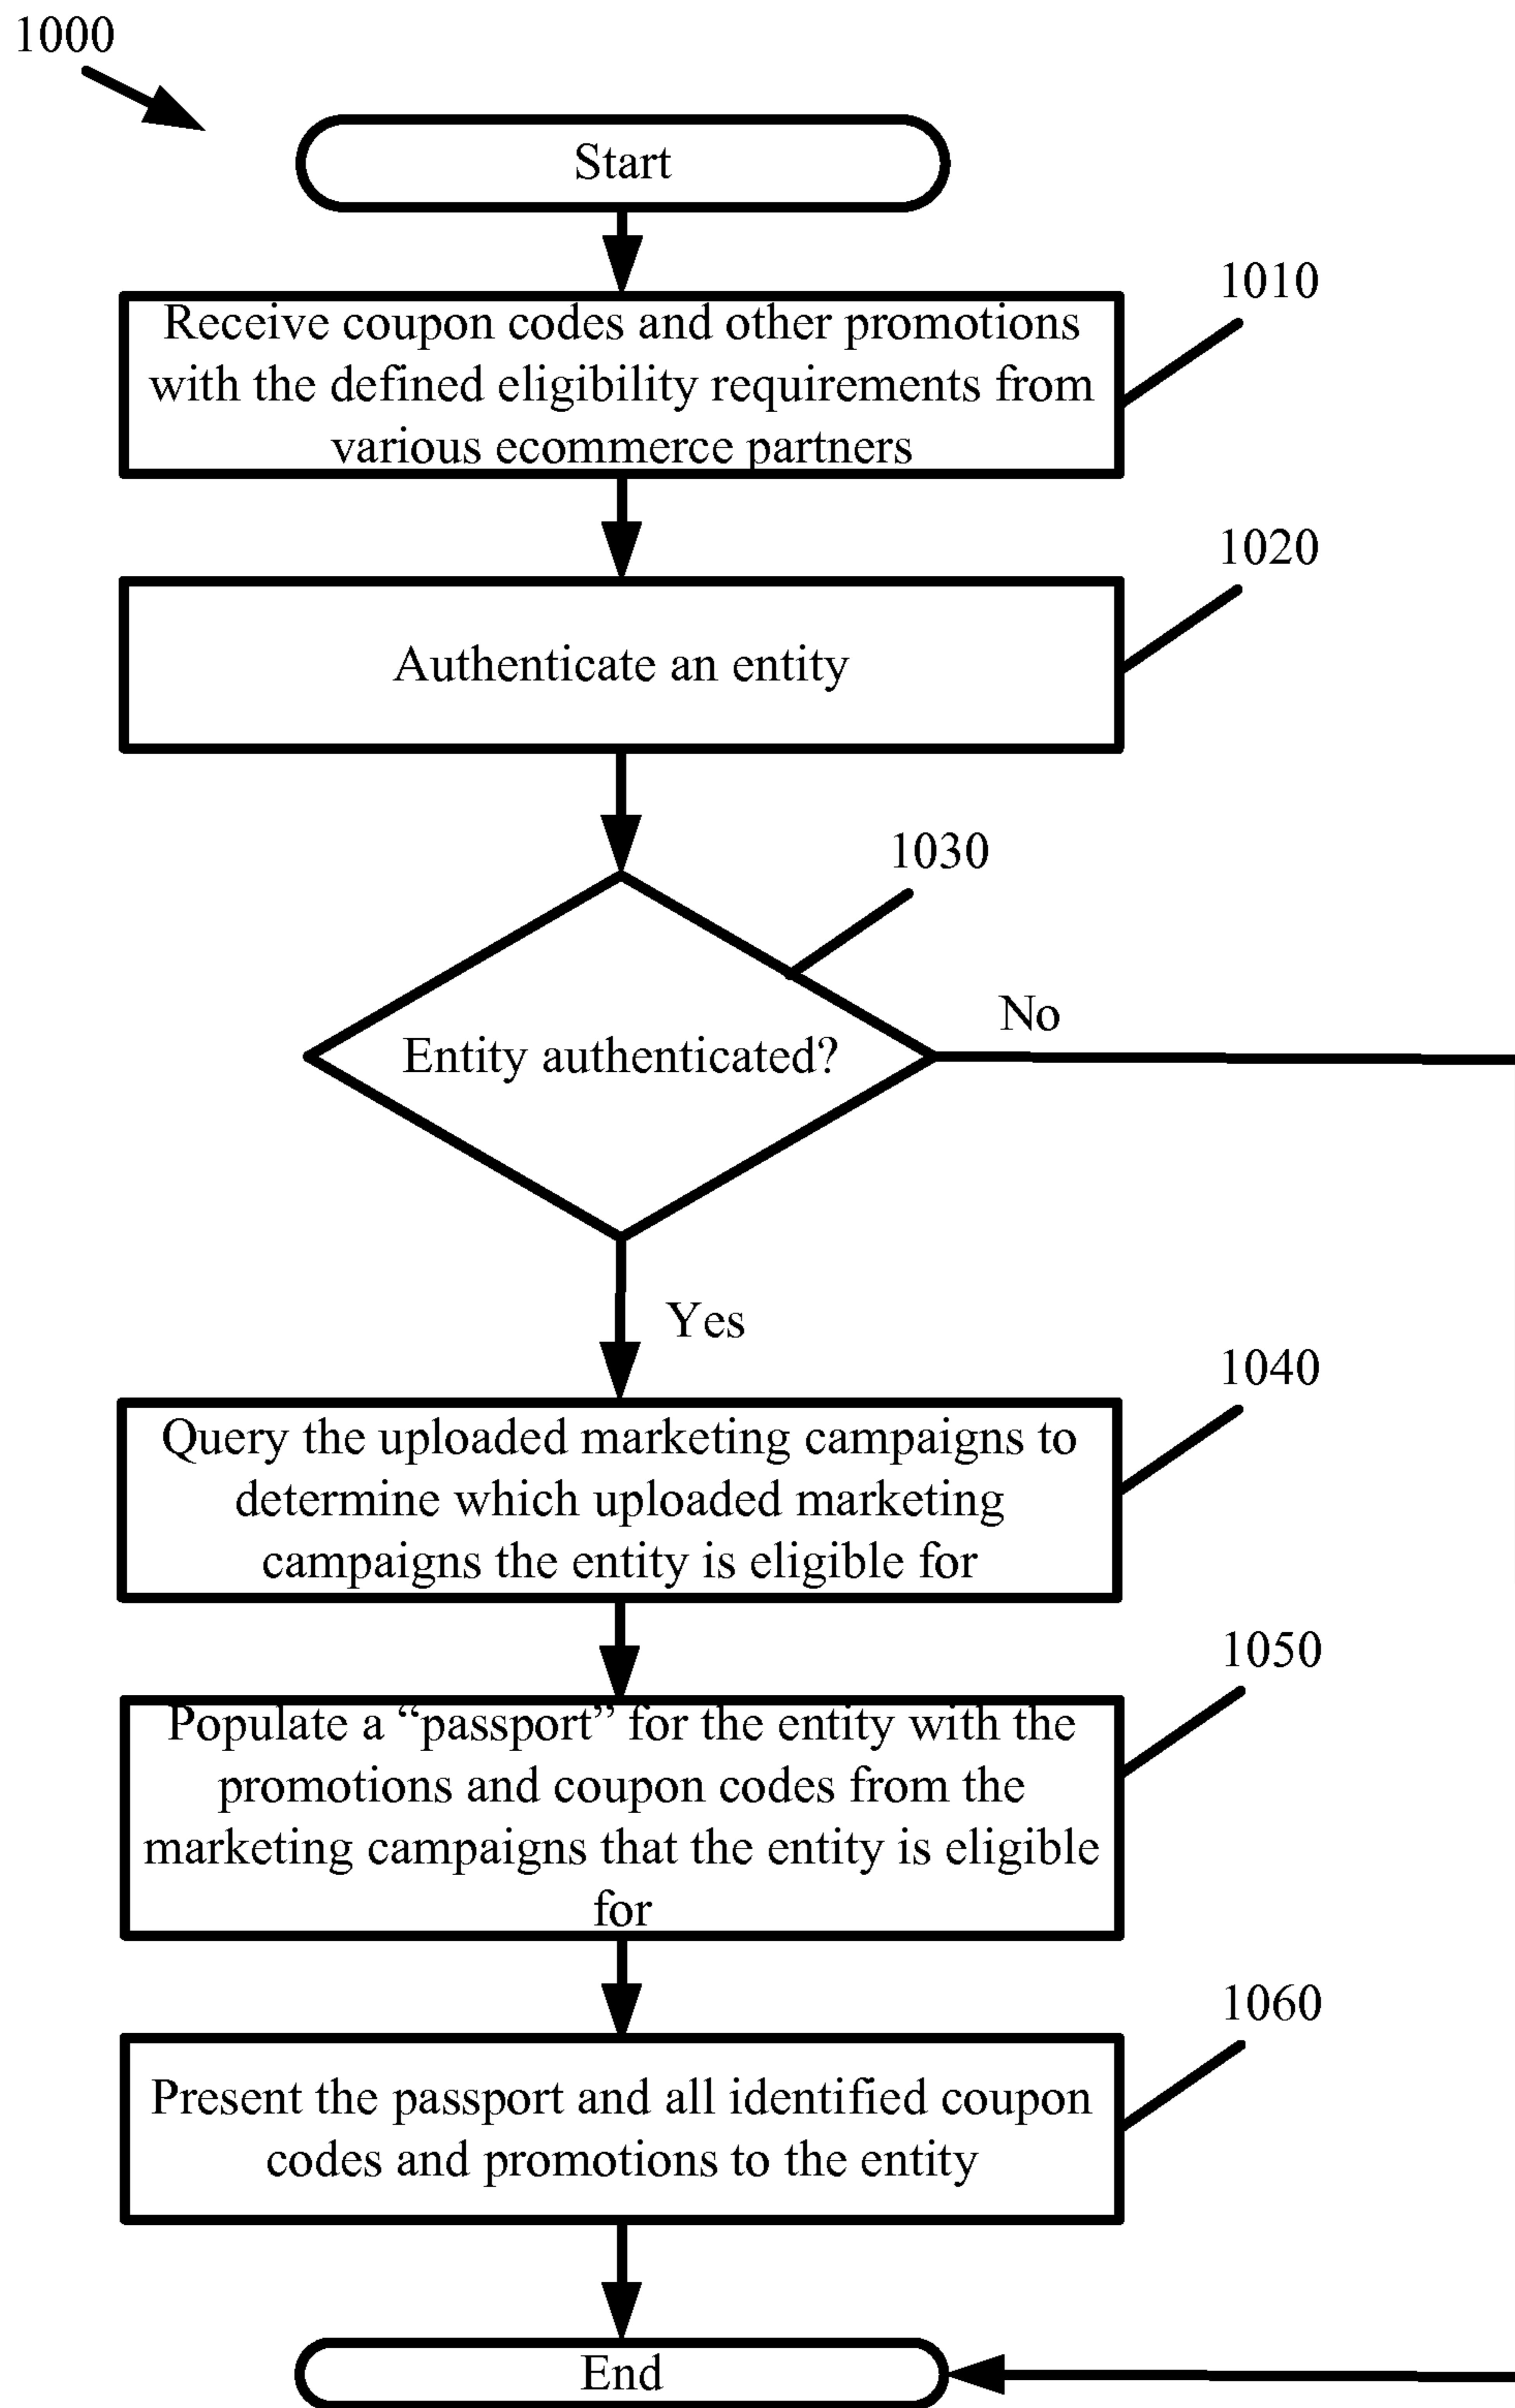 1000
Start
1010
Receive coupon codes and other promotions
with the defined eligibility requirements from
various ecommerce partners
1020
Authenticate an entity
1030
No
Entity authenticated?
Yes
1040
Query the uploaded marketing campaigns to
determine which uploaded marketing
campaigns the entity is eligible for
1050
Populate a “passport” for the entity with the
promotions and coupon codes from the
marketing campaigns that the entity is eligible
for
1060
Present the passport and all identified coupon
codes and promotions to the entity
End